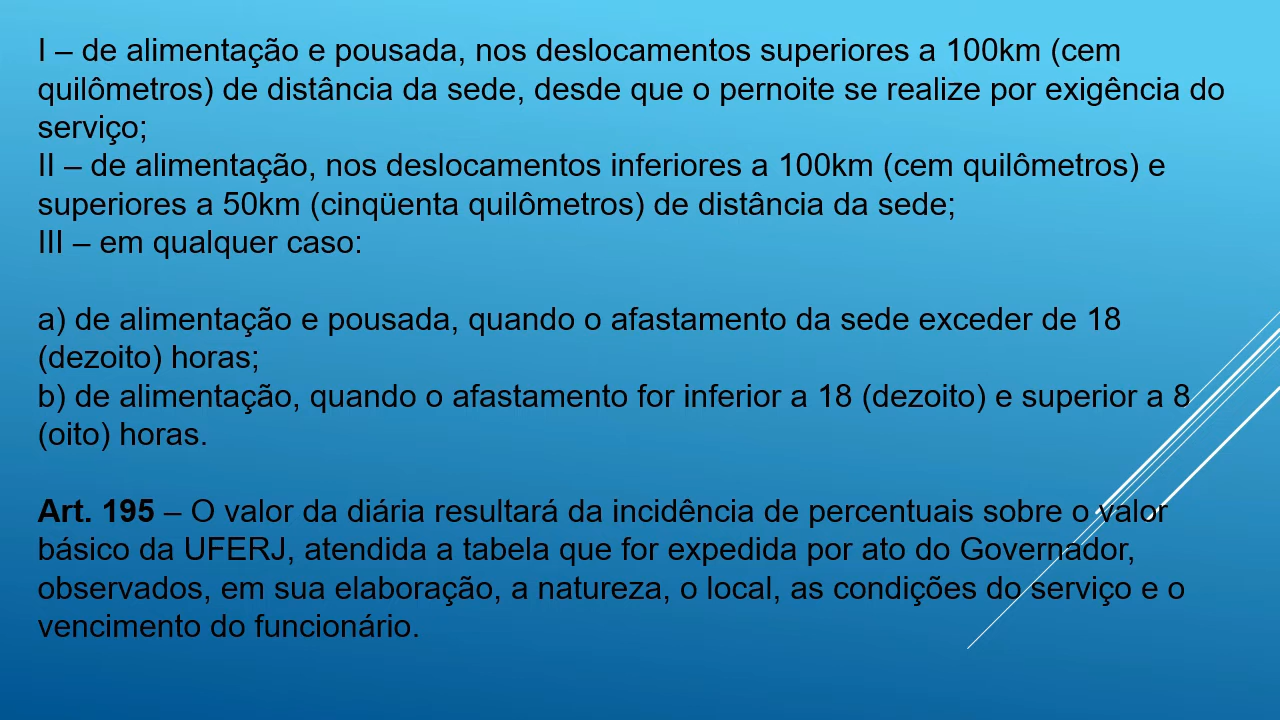 I – de alimentação e pousada, nos deslocamentos superiores a 100km (cem
quilômetros) de distância da sede, desde que o pernoite se realize por exigência do
serviço;
II – de alimentação, nos deslocamentos inferiores a 100km (cem quilômetros) e
superiores a 50km (cinqüenta quilômetros) de distância da sede;
III – em qualquer caso:
a) de alimentação e pousada, quando o afastamento da sede exceder de 18
(dezoito) horas;
b) de alimentação, quando o afastamento for inferior a 18 (dezoito) e superior a 8
(oito) horas.
Art. 195 – O valor da diária resultará da incidência de percentuais sobre o valor
básico da UFERJ, atendida a tabela que for expedida por ato do Governador,
observados, em sua elaboração, a natureza, o local, as condições do serviço e o
vencimento do funcionário.